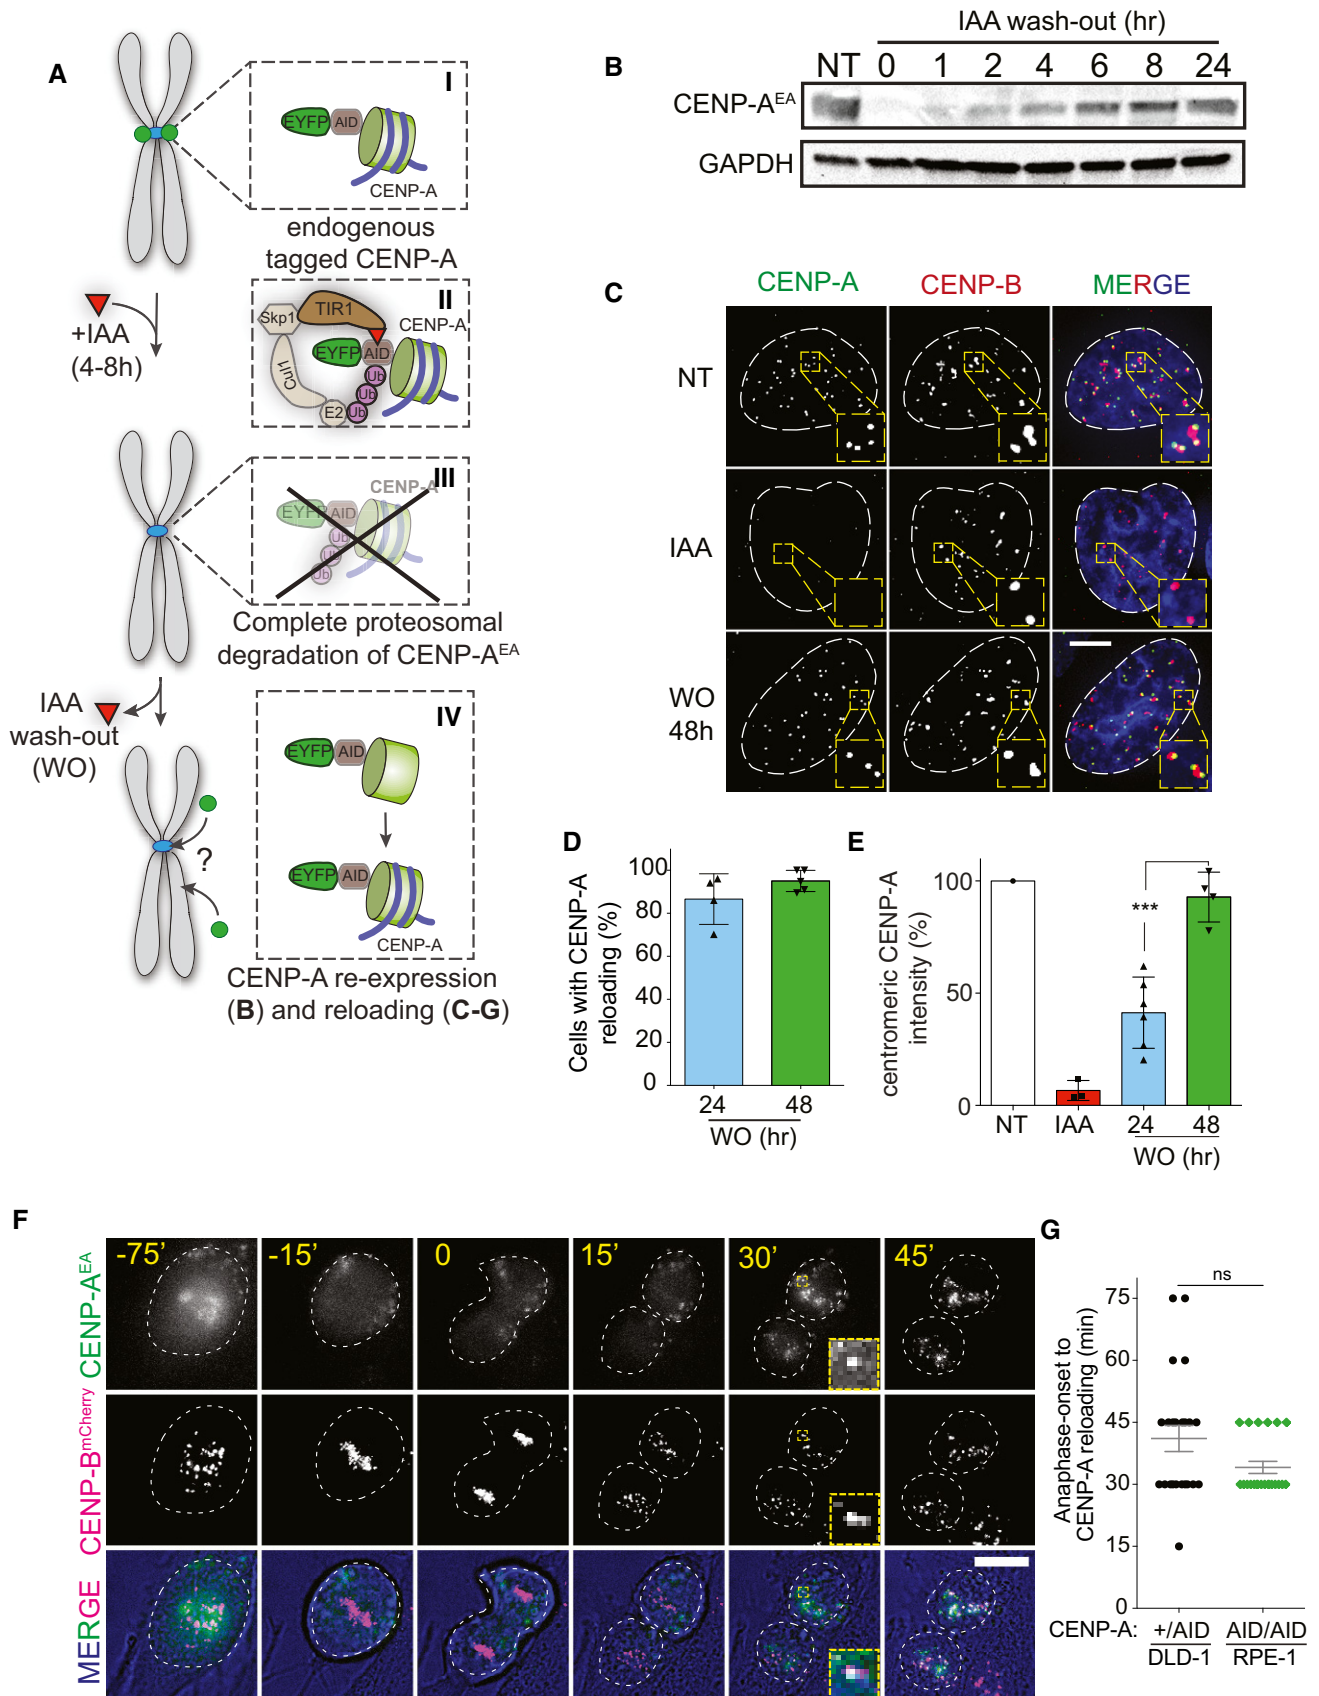 A
I
EYFP AID
CENP-A
endogenous
tagged CENP-A
+IAA
(4-8h)
II
Skp1 TIR1
CENP-A
EYFP AID
Cul1
Ub
Ub
E2 Ub
III
CENP-A
EYFP AID
Ub
Ub
Ub
Complete proteosomal
degradation of CENP-A^EA
IAA
wash-out
(WO)
?
IV
EYFP AID
EYFP AID
CENP-A
CENP-A re-expression
(B) and reloading (C-G)
B
IAA wash-out (hr)
NT 0 1 2 4 6 8 24
CENP-A^EA
GAPDH
C
CENP-A CENP-B MERGE
NT
IAA
WO
48h
D
Cells with CENP-A
reloading (%)
100
80
60
40
20
0
24 48
WO (hr)
E
centromeric CENP-A
intensity (%)
100
50
0
***
NT IAA 24 48
WO (hr)
F
-75' -15' 0 15' 30' 45'
CENP-A^EA
CENP-B^mCherry
MERGE
G
Anaphase-onset to
CENP-A reloading (min)
ns
75
60
45
30
15
0
CENP-A: +/AID AID/AID
DLD-1 RPE-1